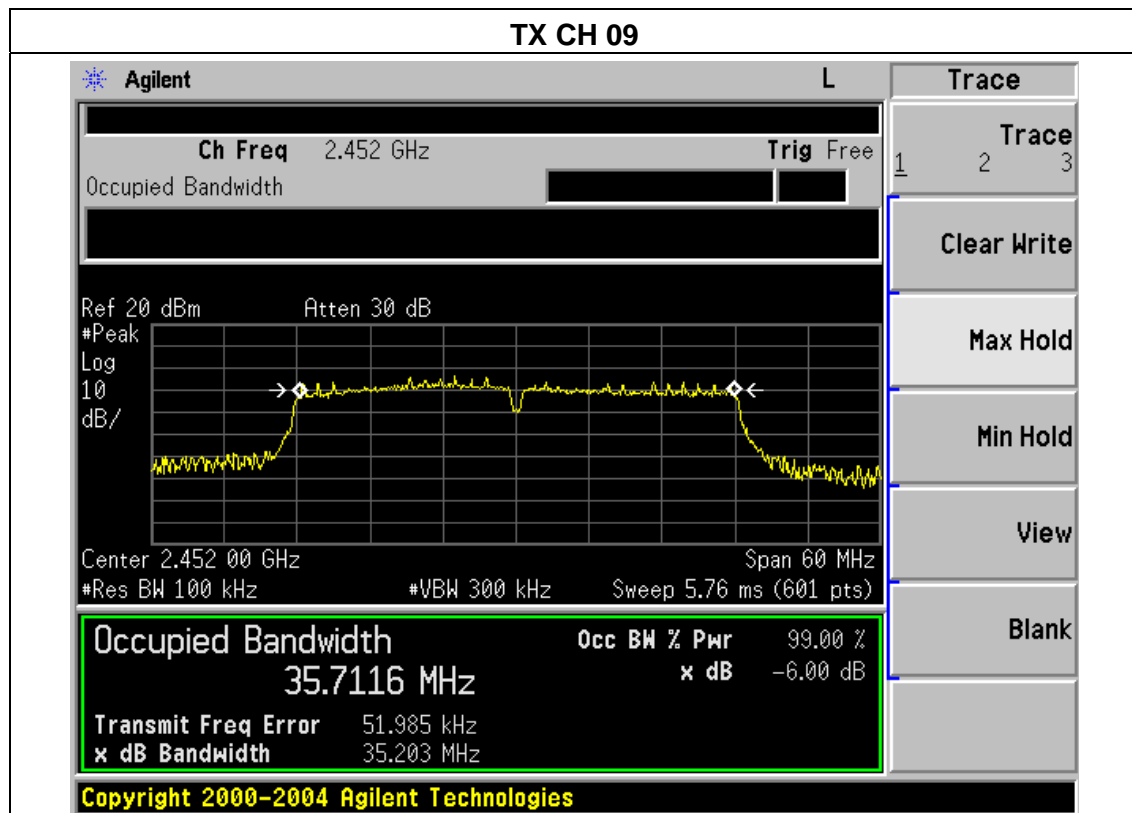 TX CH 09
Agilent L Trace
Ch Freq 2.452 GHz Trig Free
Occupied Bandwidth
Trace
1 2 3
Clear Write
Max Hold
Min Hold
View
Blank
Ref 20 dBm Atten 30 dB
#Peak
Log
10
dB/
Center 2.452 00 GHz Span 60 MHz
#Res BW 100 kHz #VBW 300 kHz Sweep 5.76 ms (601 pts)
Occupied Bandwidth Occ BW % Pwr 99.00 %
35.7116 MHz x dB -6.00 dB
Transmit Freq Error 51.985 kHz
x dB Bandwidth 35.203 MHz
Copyright 2000-2004 Agilent Technologies